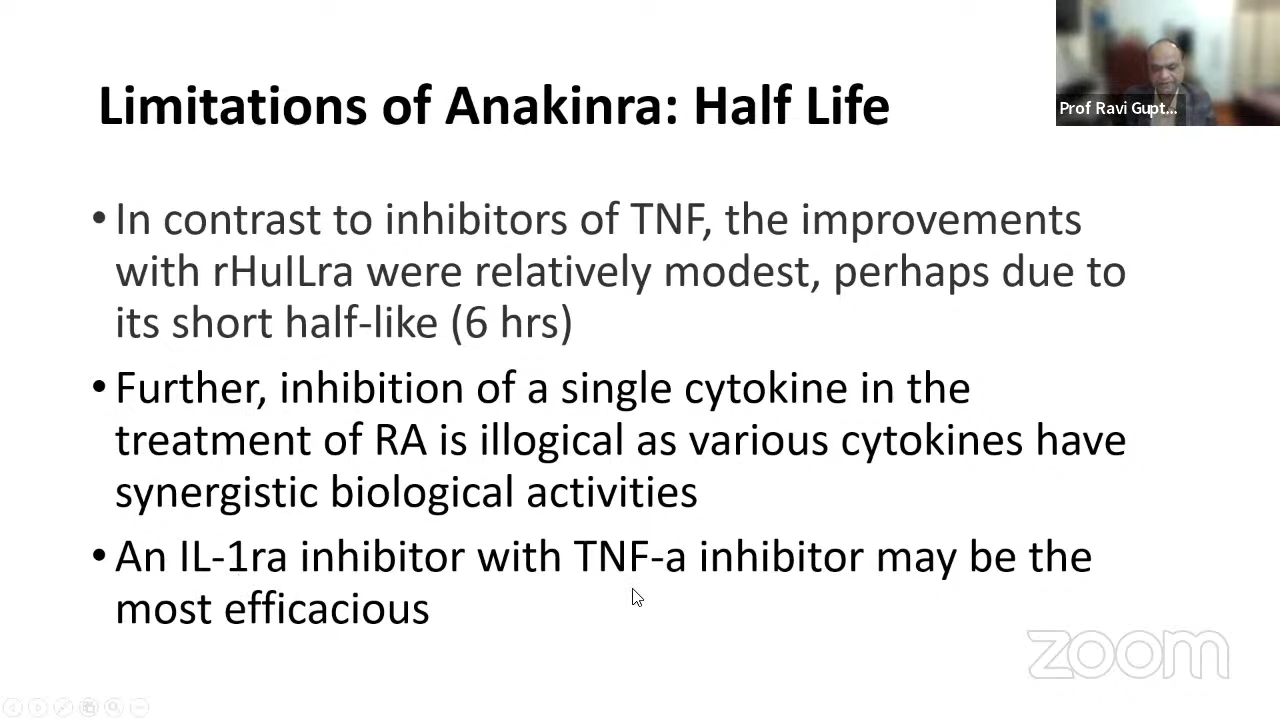 Limitations of Anakinra: Half Life
Prof Ravi Gupt...
• In contrast to inhibitors of TNF, the improvements
with rHuILra were relatively modest, perhaps due to
its short half-like (6 hrs)
• Further, inhibition of a single cytokine in the
treatment of RA is illogical as various cytokines have
synergistic biological activities
• An IL-1ra inhibitor with TNF-a inhibitor may be the
most efficacious
zoom